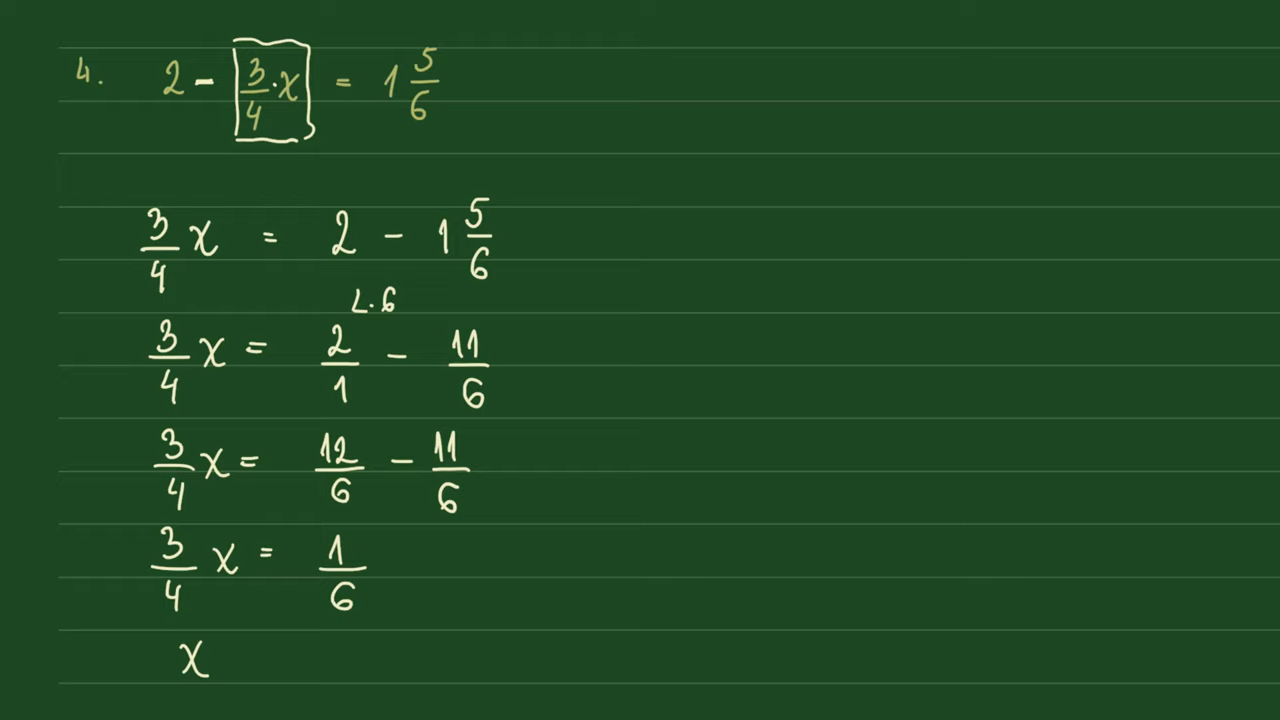 4. 2 - 3/4 · x = 1 5/6
3/4 x = 2 - 1 5/6
L·6
3/4 x = 2/1 - 11/6
3/4 x = 12/6 - 11/6
3/4 x = 1/6
x